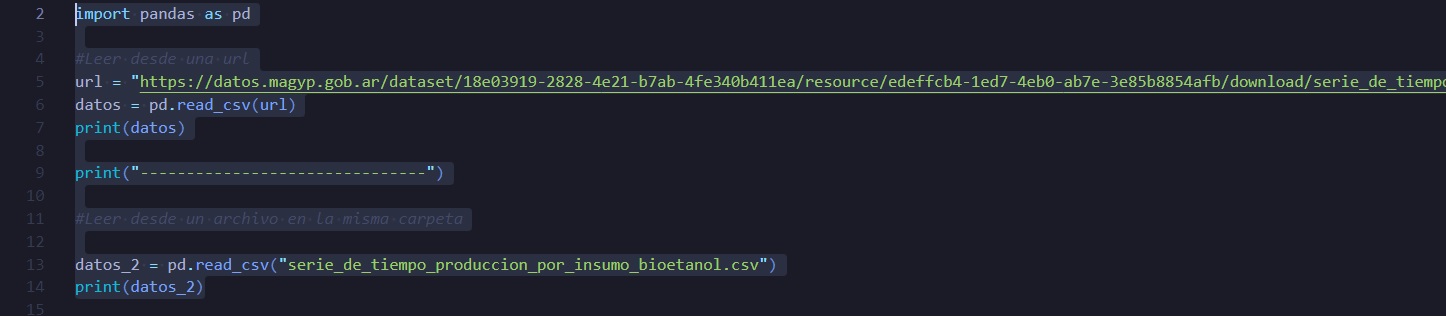 2 import pandas as pd
3
4 #Leer desde una url
5 url = "https://datos.magyp.gob.ar/dataset/18e03919-2828-4e21-b7ab-4fe340b411ea/resource/edeffcb4-1ed7-4eb0-ab7e-3e85b8854afb/download/serie_de_tiempo
6 datos = pd.read_csv(url)
7 print(datos)
8
9 print("-------------------------------")
10
11 #Leer desde un archivo en la misma carpeta
12
13 datos_2 = pd.read_csv("serie_de_tiempo_produccion_por_insumo_bioetanol.csv")
14 print(datos_2)
15